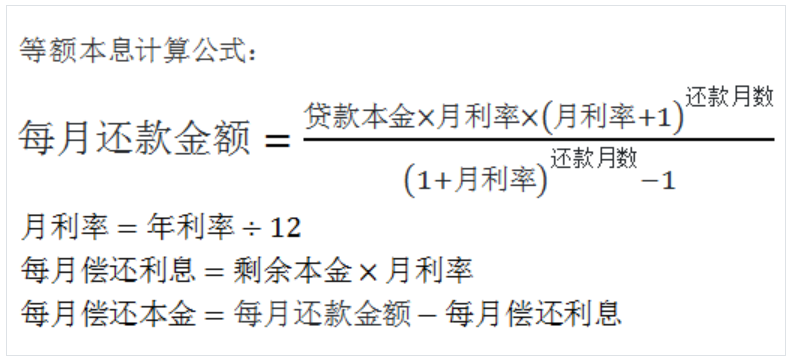 等额本息计算公式：
每月还款金额 = 贷款本金×月利率×(月利率+1)^还款月数 / (1+月利率)^还款月数 −1
月利率 = 年利率 ÷ 12
每月偿还利息 = 剩余本金 × 月利率
每月偿还本金 = 每月还款金额 − 每月偿还利息